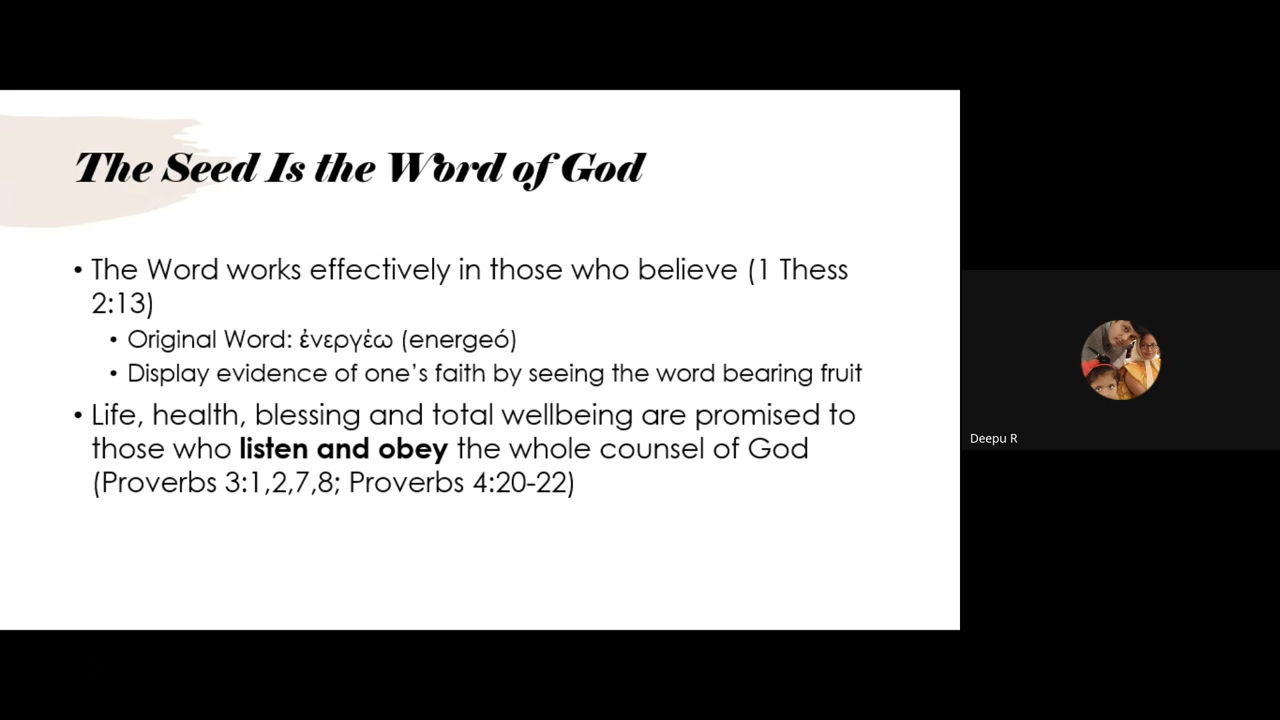 The Seed Is the Word of God
• The Word works effectively in those who believe (1 Thess
2:13)
• Original Word: ἐνεργέω (energeó)
• Display evidence of one’s faith by seeing the word bearing fruit
• Life, health, blessing and total wellbeing are promised to
those who listen and obey the whole counsel of God
(Proverbs 3:1,2,7,8; Proverbs 4:20-22)
Deepu R